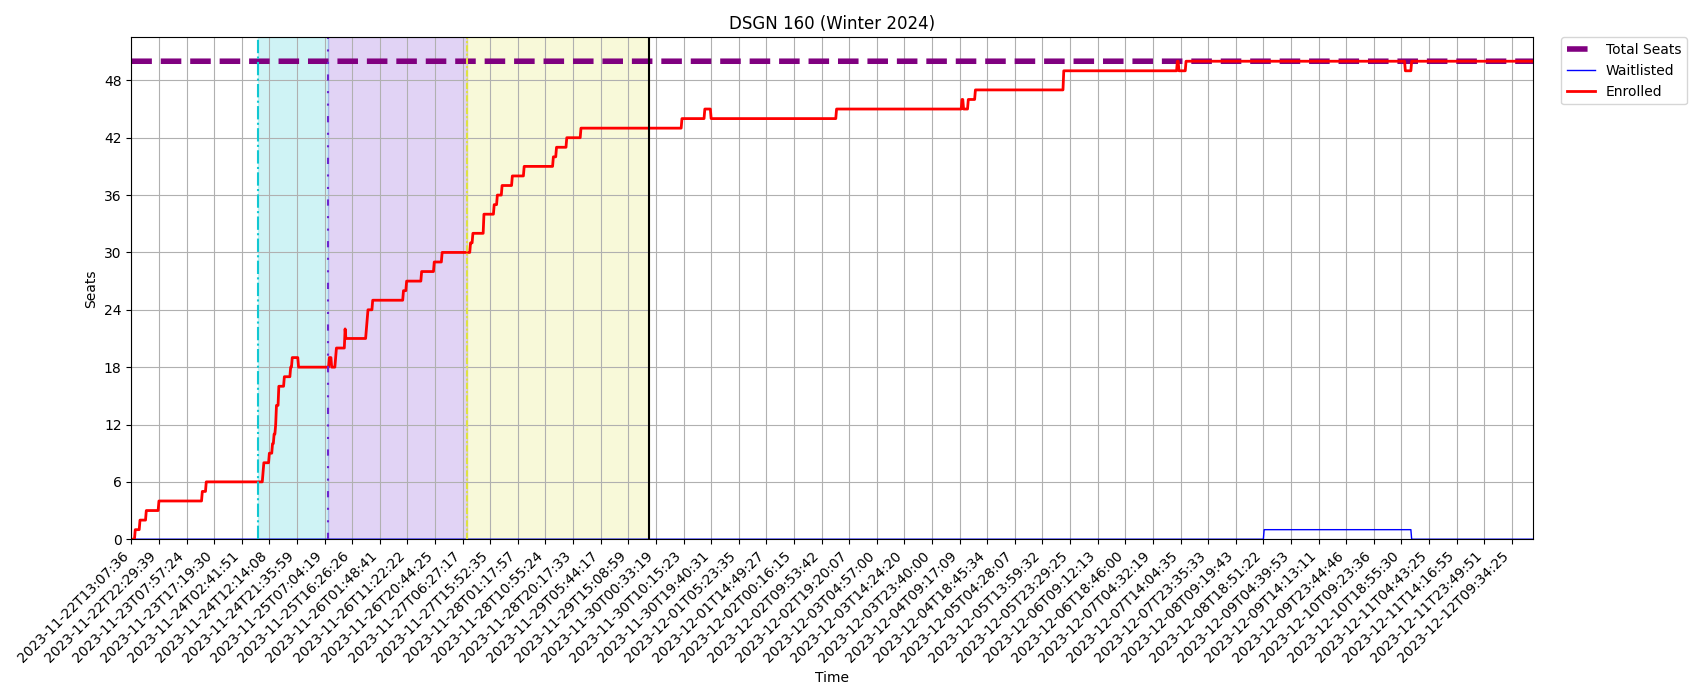 DSGN 160 (Winter 2024)
Total Seats
Waitlisted
Enrolled
Seats
48
42
36
30
24
18
12
6
0
2023-11-22T13:07:36
2023-11-22T22:29:39
2023-11-23T07:57:24
2023-11-23T17:19:30
2023-11-24T02:41:51
2023-11-24T12:14:08
2023-11-24T21:35:59
2023-11-25T07:04:19
2023-11-25T16:26:26
2023-11-26T01:48:41
2023-11-26T11:22:22
2023-11-26T20:44:25
2023-11-27T06:27:17
2023-11-27T15:52:35
2023-11-28T01:17:57
2023-11-28T10:55:24
2023-11-28T20:17:33
2023-11-29T05:44:17
2023-11-29T15:08:59
2023-11-30T00:33:19
2023-11-30T10:15:23
2023-11-30T19:40:31
2023-12-01T05:23:35
2023-12-01T14:49:27
2023-12-02T00:16:15
2023-12-02T09:53:42
2023-12-02T19:20:07
2023-12-03T04:57:00
2023-12-03T14:24:20
2023-12-03T23:40:00
2023-12-04T09:17:09
2023-12-04T18:45:34
2023-12-05T04:28:07
2023-12-05T13:59:32
2023-12-05T23:29:25
2023-12-06T09:12:13
2023-12-06T18:46:00
2023-12-07T04:32:19
2023-12-07T14:04:35
2023-12-07T23:35:33
2023-12-08T09:19:43
2023-12-08T18:51:22
2023-12-09T04:39:53
2023-12-09T14:13:11
2023-12-09T23:44:46
2023-12-10T09:23:36
2023-12-10T18:55:30
2023-12-11T04:43:25
2023-12-11T14:16:55
2023-12-11T23:49:51
2023-12-12T09:34:25
Time